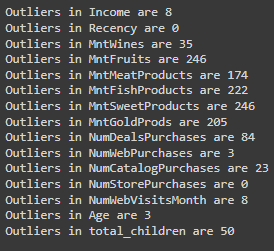 Outliers in Income are 8
Outliers in Recency are 0
Outliers in MntWines are 35
Outliers in MntFruits are 246
Outliers in MntMeatProducts are 174
Outliers in MntFishProducts are 222
Outliers in MntSweetProducts are 246
Outliers in MntGoldProds are 205
Outliers in NumDealsPurchases are 84
Outliers in NumWebPurchases are 3
Outliers in NumCatalogPurchases are 23
Outliers in NumStorePurchases are 0
Outliers in NumWebVisitsMonth are 8
Outliers in Age are 3
Outliers in total_children are 50